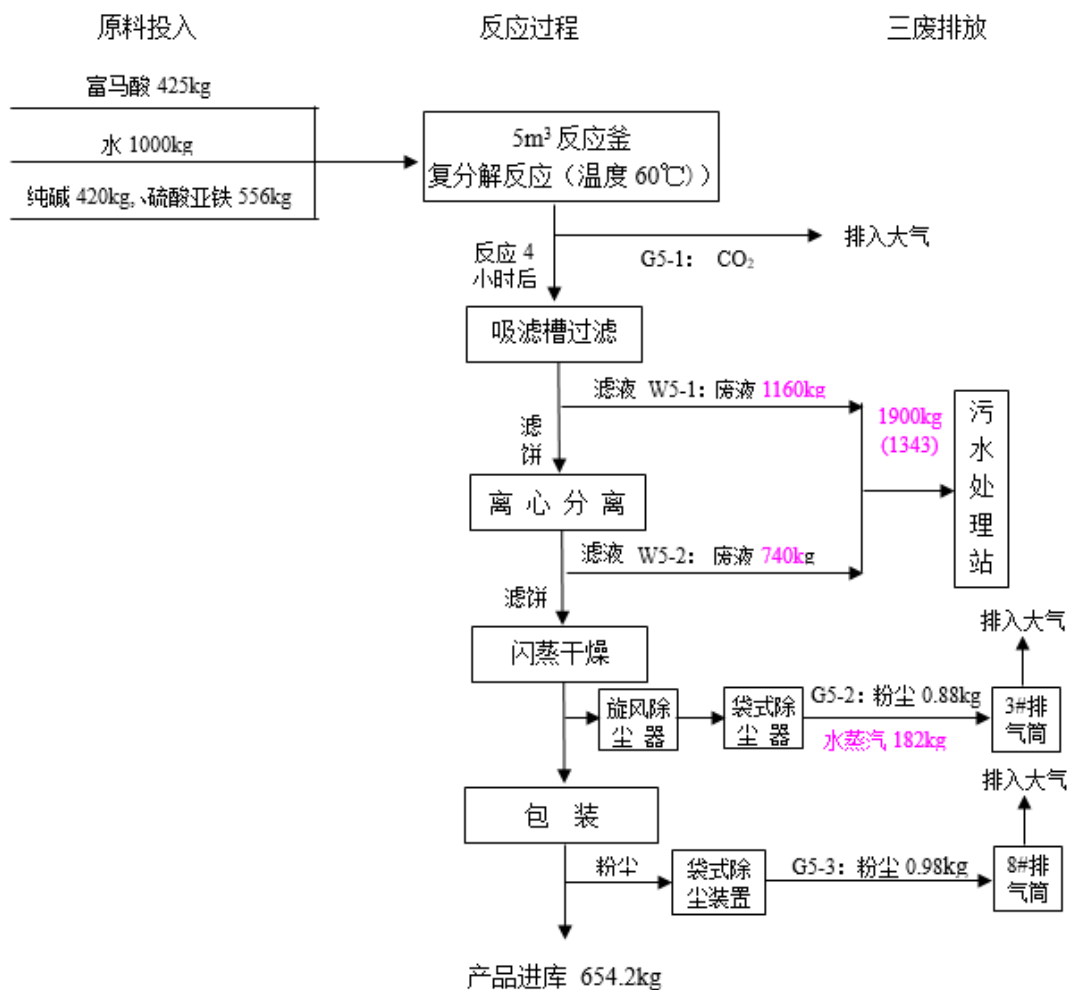 原料投入
反应过程
三废排放
富马酸 425kg
水 1000kg
纯碱 420kg, 、硫酸亚铁 556kg
5m³ 反应釜
复分解反应（温度 60℃)）
反应 4
小时后
G5-1： CO₂
排入大气
吸滤槽过滤
滤液 W5-1：废液 1160kg
滤
饼
1900kg
(1343)
污
水
处
理
站
离 心 分 离
滤液 W5-2： 废液 740kg
滤饼
闪蒸干燥
旋风除
尘 器
袋式除
尘 器
G5-2：粉尘 0.88kg
水蒸汽 182kg
排入大气
3#排
气筒
包 装
粉尘
袋式除
尘装置
G5-3：粉尘 0.98kg
排入大气
8#排
气筒
产品进库 654.2kg